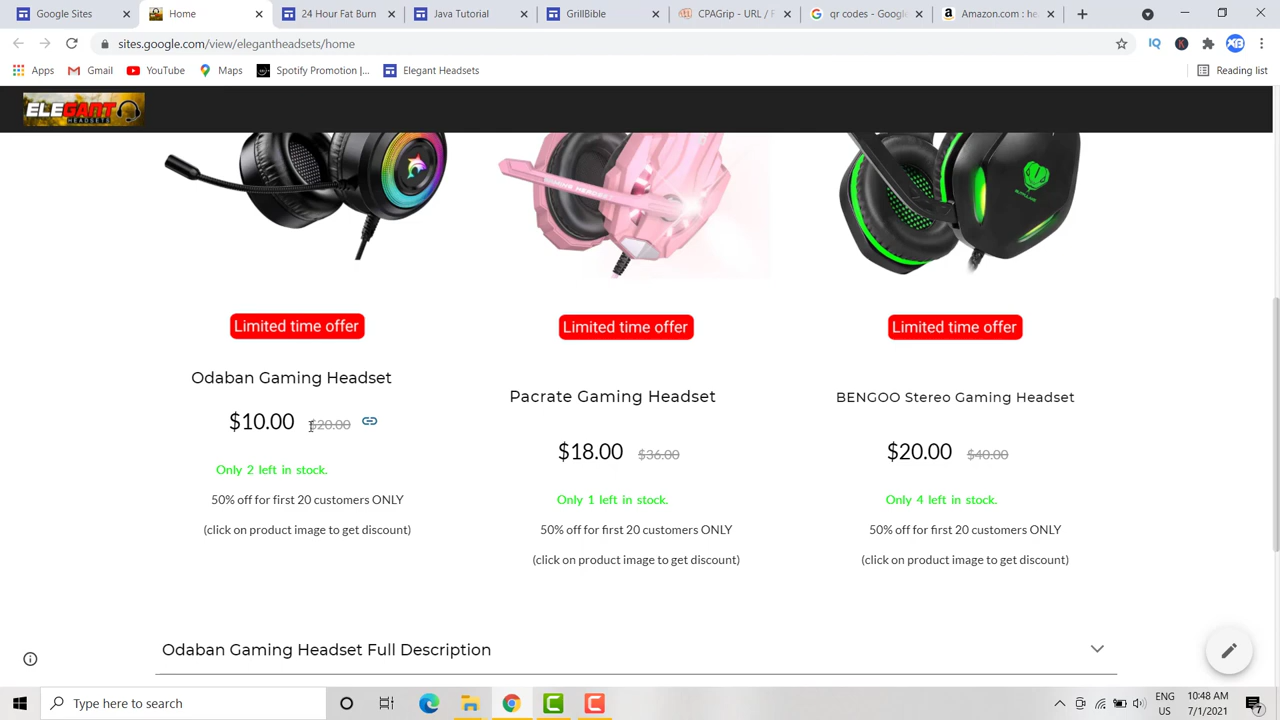 Google Sites
Home
24 Hour Fat Burn
Java Tutorial
GrillBible
CPAGrip - URL / F
qr codes - Google
Amazon.com : he
sites.google.com/view/elegantheadsets/home
Apps
Gmail
YouTube
Maps
Spotify Promotion |...
Elegant Headsets
Reading list
ELEGANT
HEADSETS
Limited time offer
Limited time offer
Limited time offer
Odaban Gaming Headset
Pacrate Gaming Headset
BENGOO Stereo Gaming Headset
$10.00 $20.00
$18.00 $36.00
$20.00 $40.00
Only 2 left in stock.
Only 1 left in stock.
Only 4 left in stock.
50% off for first 20 customers ONLY
50% off for first 20 customers ONLY
50% off for first 20 customers ONLY
(click on product image to get discount)
(click on product image to get discount)
(click on product image to get discount)
Odaban Gaming Headset Full Description
Type here to search
ENG
US
10:48 AM
7/1/2021
7